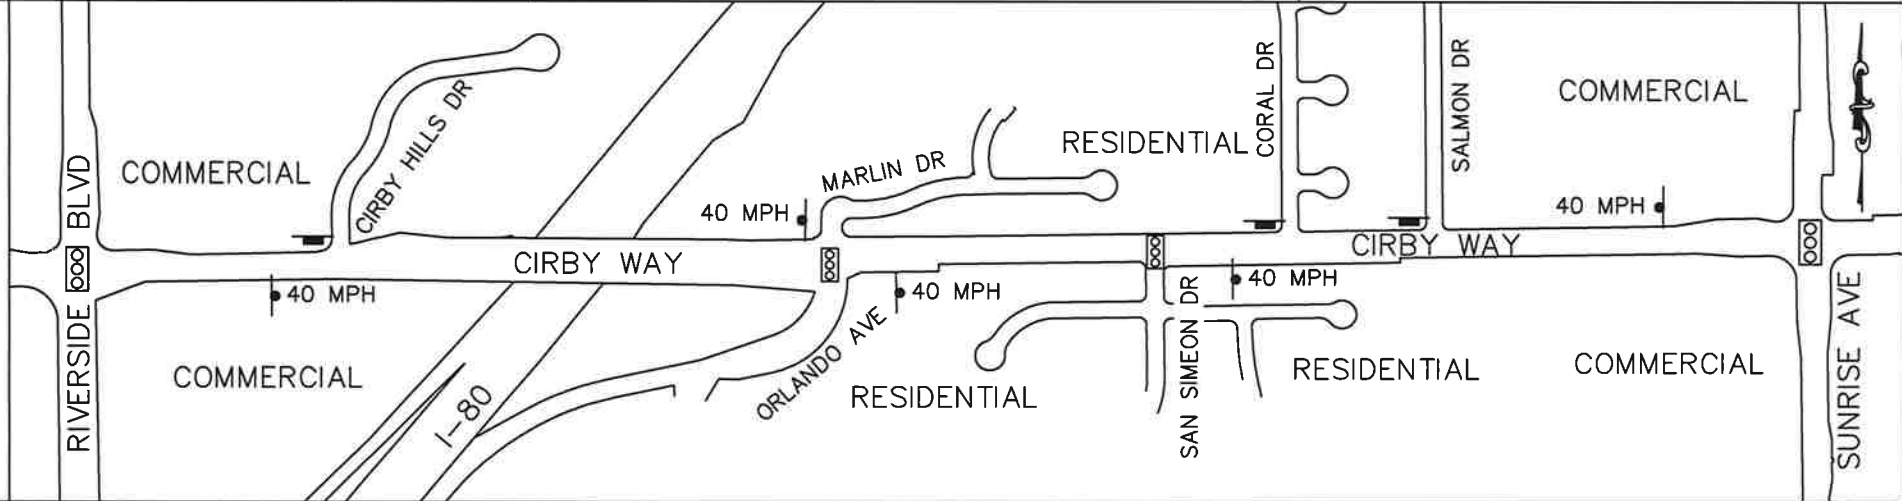 COMMERCIAL
RIVERSIDE BLVD
CIRBY HILLS DR
40 MPH
MARLIN DR
RESIDENTIAL
CORAL DR
SALMON DR
COMMERCIAL
40 MPH
CIRBY WAY
CIRBY WAY
40 MPH
40 MPH
40 MPH
COMMERCIAL
I-80
ORLANDO AVE
RESIDENTIAL
SAN SIMEON DR
RESIDENTIAL
COMMERCIAL
SUNRISE AVE